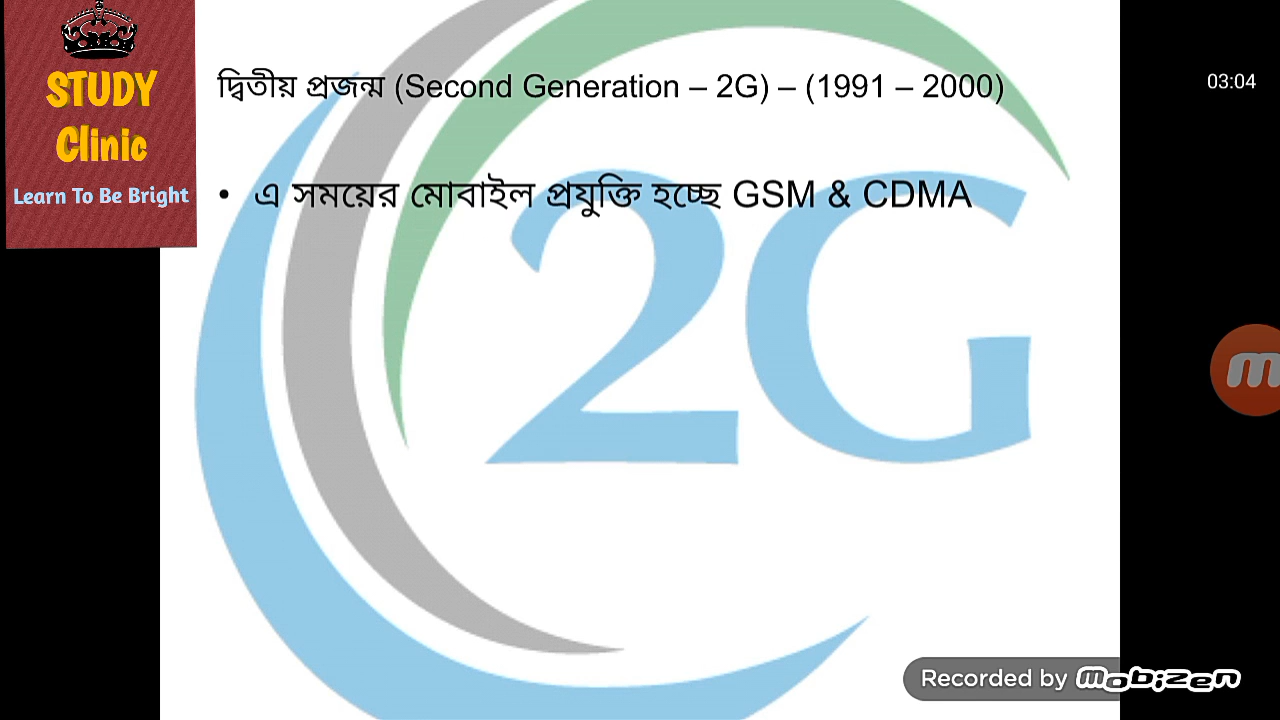 STUDY
Clinic
Learn To Be Bright
দ্বিতীয় প্রজন্ম (Second Generation – 2G) – (1991 – 2000)
03:04
• এ সময়ের মোবাইল প্রযুক্তি হচ্ছে GSM & CDMA
2G
Recorded by Mobizen